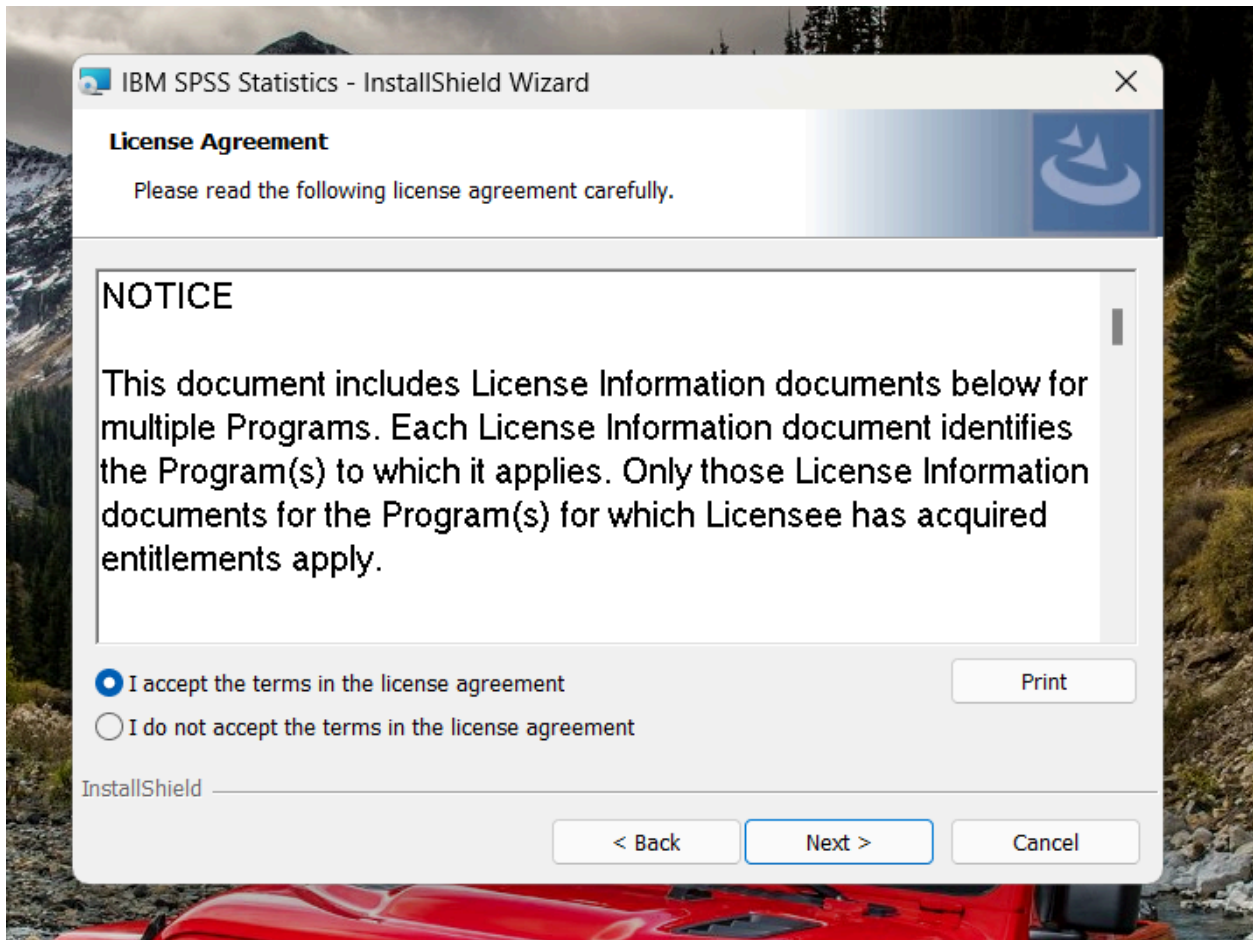 IBM SPSS Statistics - InstallShield Wizard
License Agreement
Please read the following license agreement carefully.
NOTICE
This document includes License Information documents below for
multiple Programs. Each License Information document identifies
the Program(s) to which it applies. Only those License Information
documents for the Program(s) for which Licensee has acquired
entitlements apply.
I accept the terms in the license agreement
Print
I do not accept the terms in the license agreement
InstallShield
< Back
Next >
Cancel